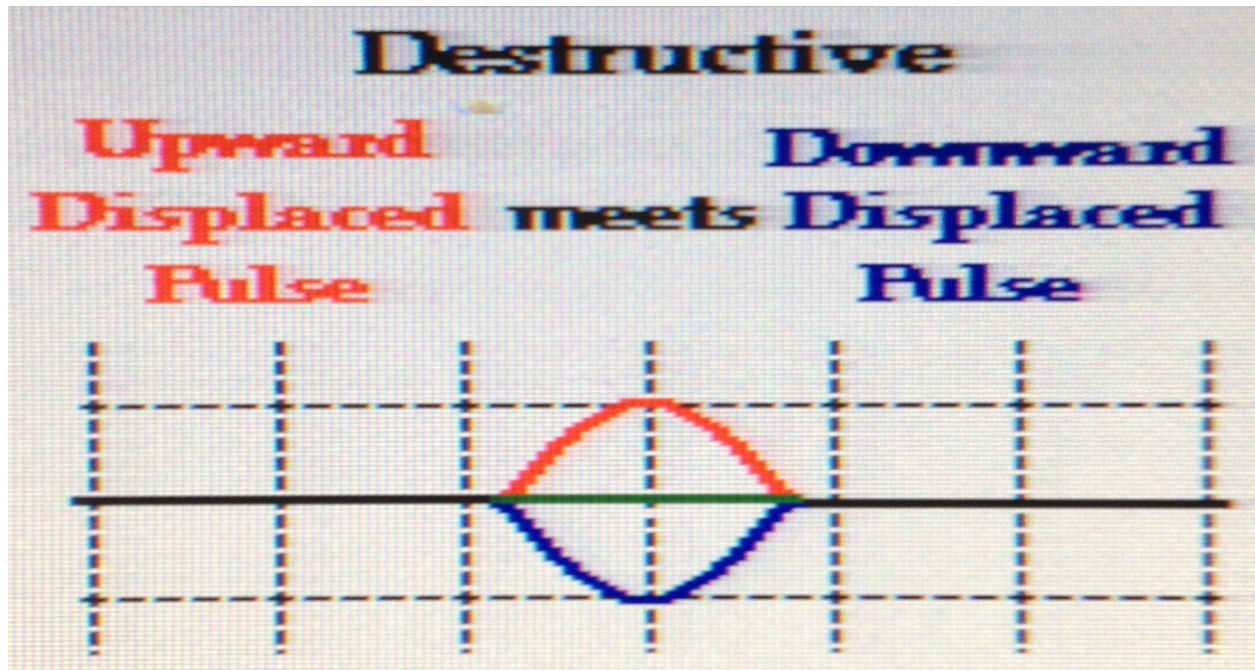 Destructive
Upward
Displaced
Pulse
meets
Downward
Displaced
Pulse